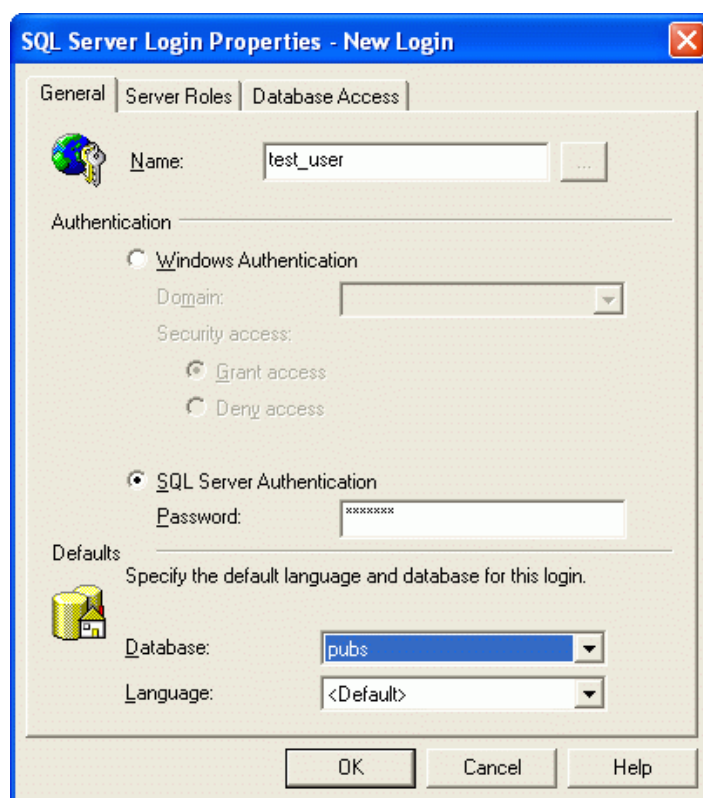 SQL Server Login Properties - New Login
General Server Roles Database Access
Name: test_user ...
Authentication
Windows Authentication
Domain:
Security access:
Grant access
Deny access
SQL Server Authentication
Password: *******
Defaults
Specify the default language and database for this login.
Database: pubs
Language: <Default>
OK Cancel Help